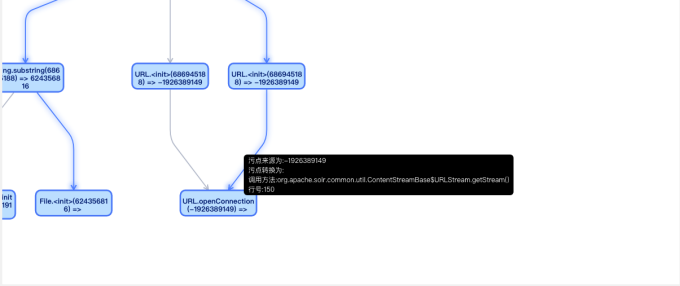 ng.substring(686
5188) => 6243568
16
URL.<init>(68694518
8) => -1926389149
URL.<init>(68694518
8) => -1926389149
污点来源为:-1926389149
污点转换为:
调用方法:org.apache.solr.common.util.ContentStreamBase$URLStream.getStream()
行号:150
init
191
File.<init>(62435681
6) =>
URL.openConnection
(-1926389149) =>